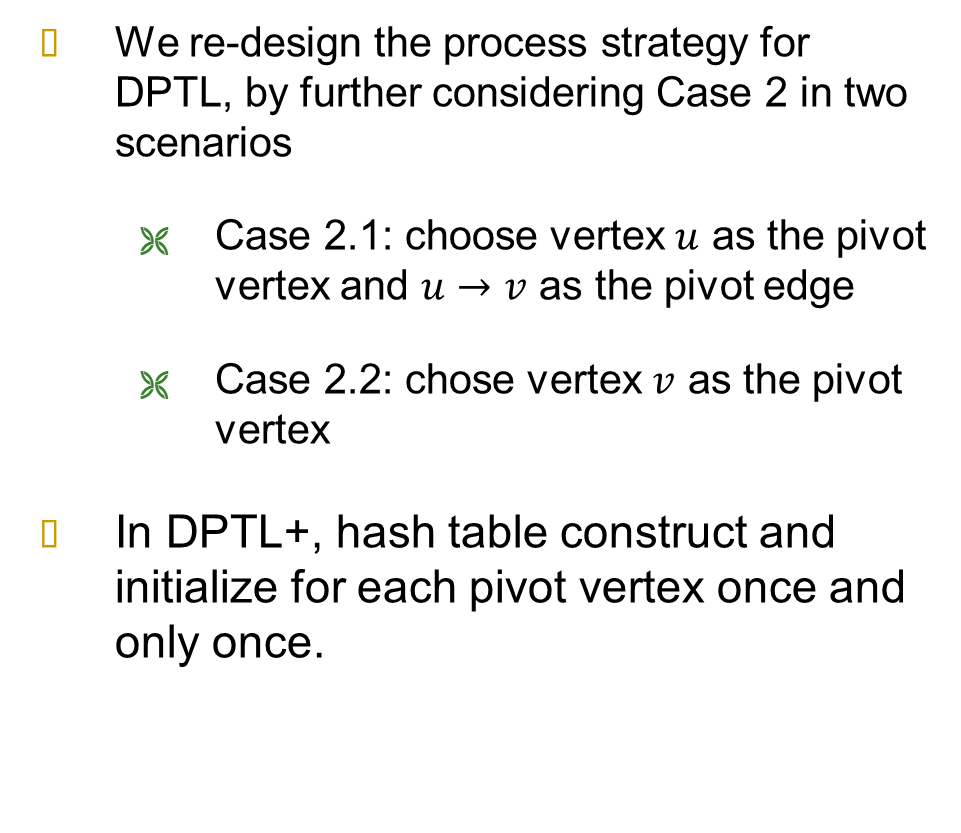 We re-design the process strategy for
DPTL, by further considering Case 2 in two
scenarios
Case 2.1: choose vertex 𝑢 as the pivot
vertex and 𝑢 → 𝑣 as the pivot edge
Case 2.2: chose vertex 𝑣 as the pivot
vertex
In DPTL+, hash table construct and
initialize for each pivot vertex once and
only once.